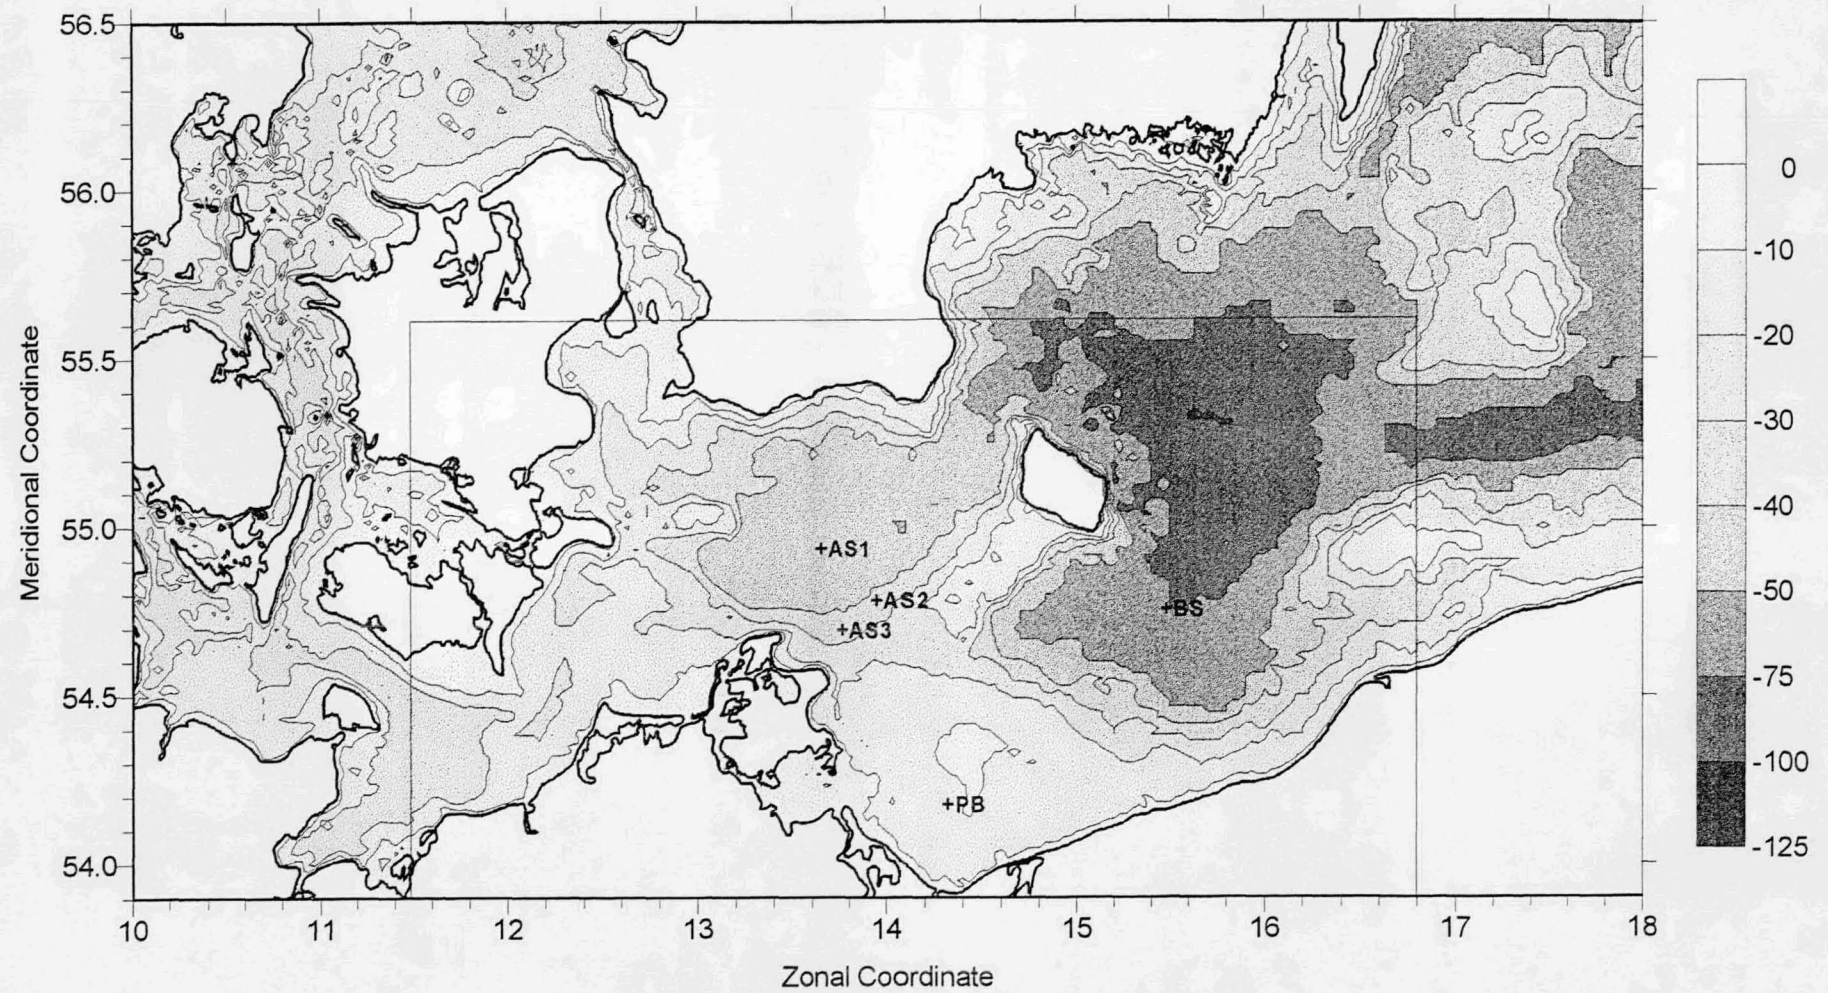 56.5
56.0
55.5
55.0
54.5
54.0
Meridional Coordinate
10 11 12 13 14 15 16 17 18
Zonal Coordinate
+AS1
+AS2
+AS3
+BS
+PB
0
-10
-20
-30
-40
-50
-75
-100
-125